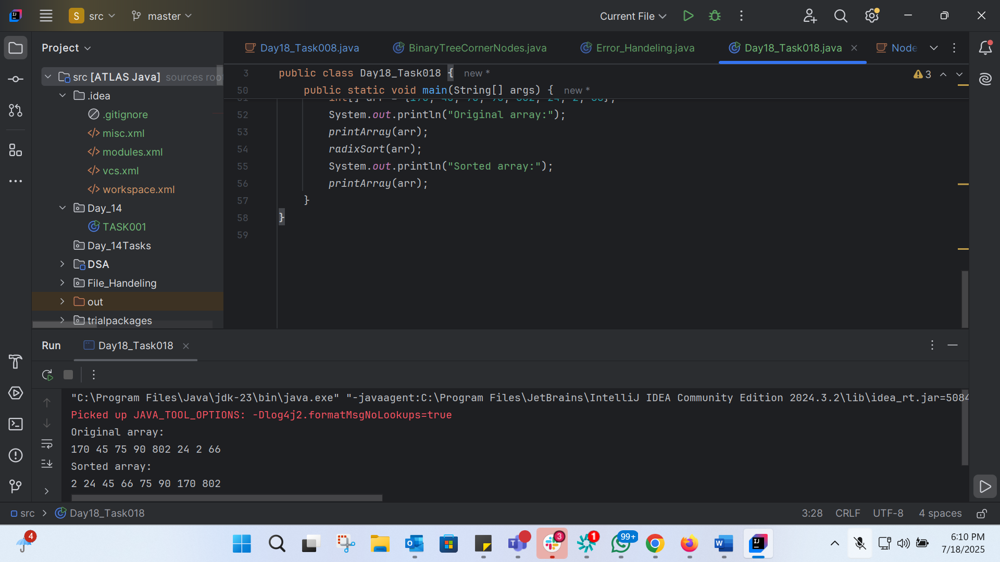 S src master Current File
Project
Day18_Task008.java BinaryTreeCornerNodes.java Error_Handeling.java Day18_Task018.java Node
src [ATLAS Java] sources roo
.idea
.gitignore
misc.xml
modules.xml
vcs.xml
workspace.xml
Day_14
TASK001
Day_14Tasks
DSA
File_Handeling
out
trialpackages
3 public class Day18_Task018 { new *
50 public static void main(String[] args) { new *
3
52 System.out.println("Original array:");
53 printArray(arr);
54 radixSort(arr);
55 System.out.println("Sorted array:");
56 printArray(arr);
57 }
58 }
59
Run Day18_Task018
"C:\Program Files\Java\jdk-23\bin\java.exe" "-javaagent:C:\Program Files\JetBrains\IntelliJ IDEA Community Edition 2024.3.2\lib\idea_rt.jar=5084
Picked up JAVA_TOOL_OPTIONS: -Dlog4j2.formatMsgNoLookups=true
Original array:
170 45 75 90 802 24 2 66
Sorted array:
2 24 45 66 75 90 170 802
src > Day18_Task018 3:28 CRLF UTF-8 4 spaces
4 3 1 99+ 6:10 PM
7/18/2025